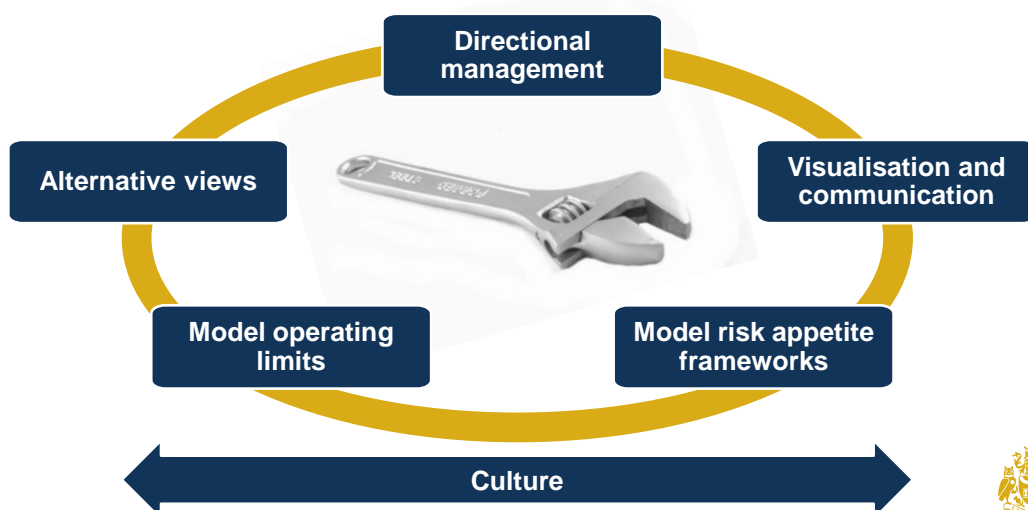 Directional
management
Alternative views
Visualisation and
communication
Model operating
limits
Model risk appetite
frameworks
Culture